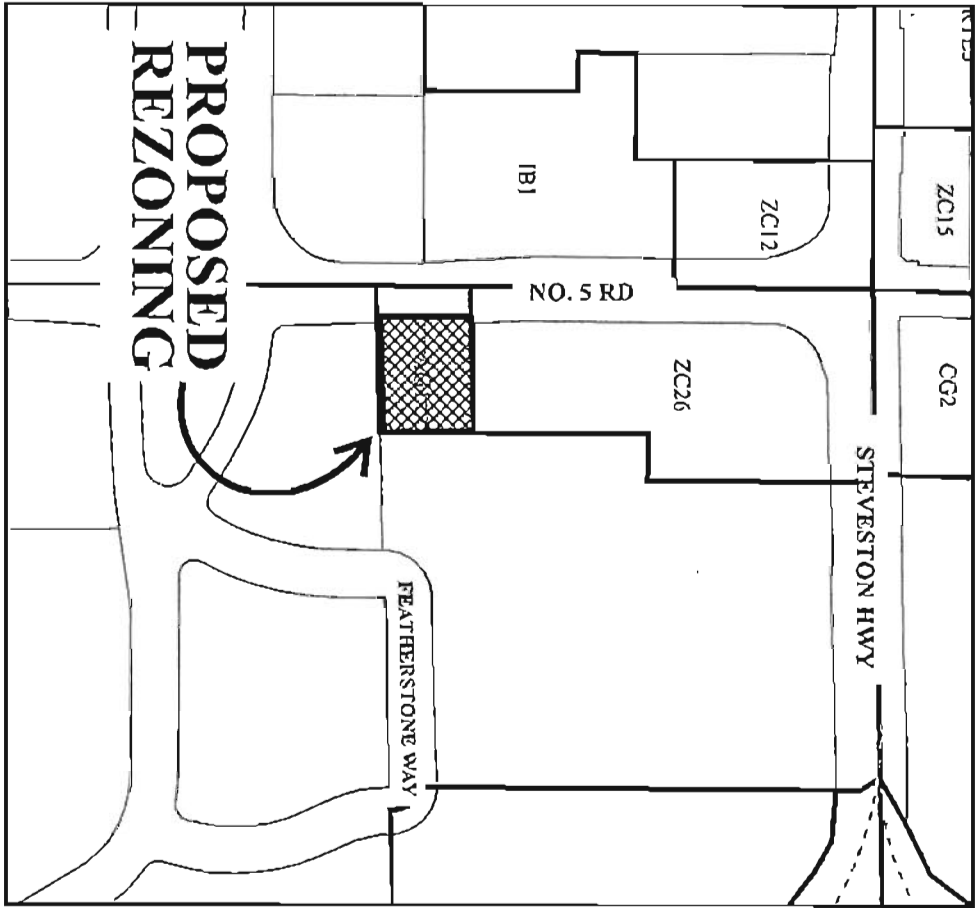 ZC15
CG2
STEVESTON HWY
ZC12
ZC26
IB1
NO. 5 RD
FEATHERSTONE WAY
PROPOSED
REZONING